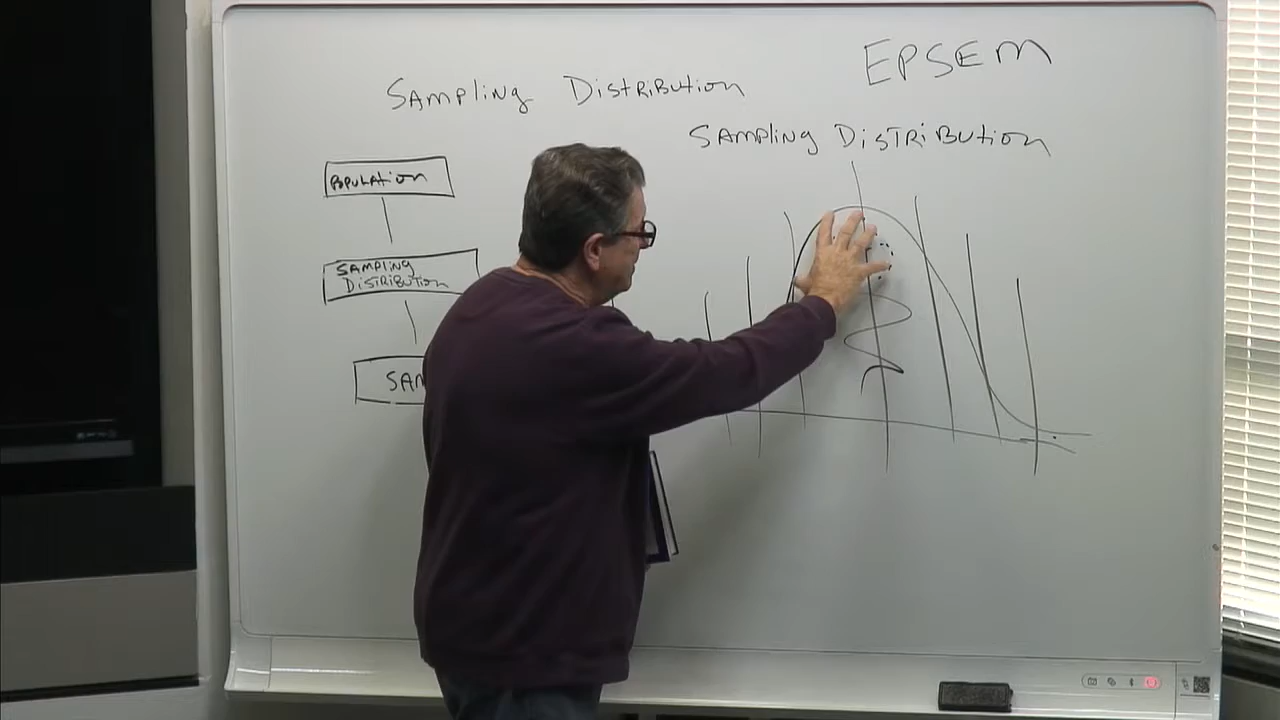 EPSEM
Sampling Distribution
Sampling Distribution
Population
Sampling
Distribution